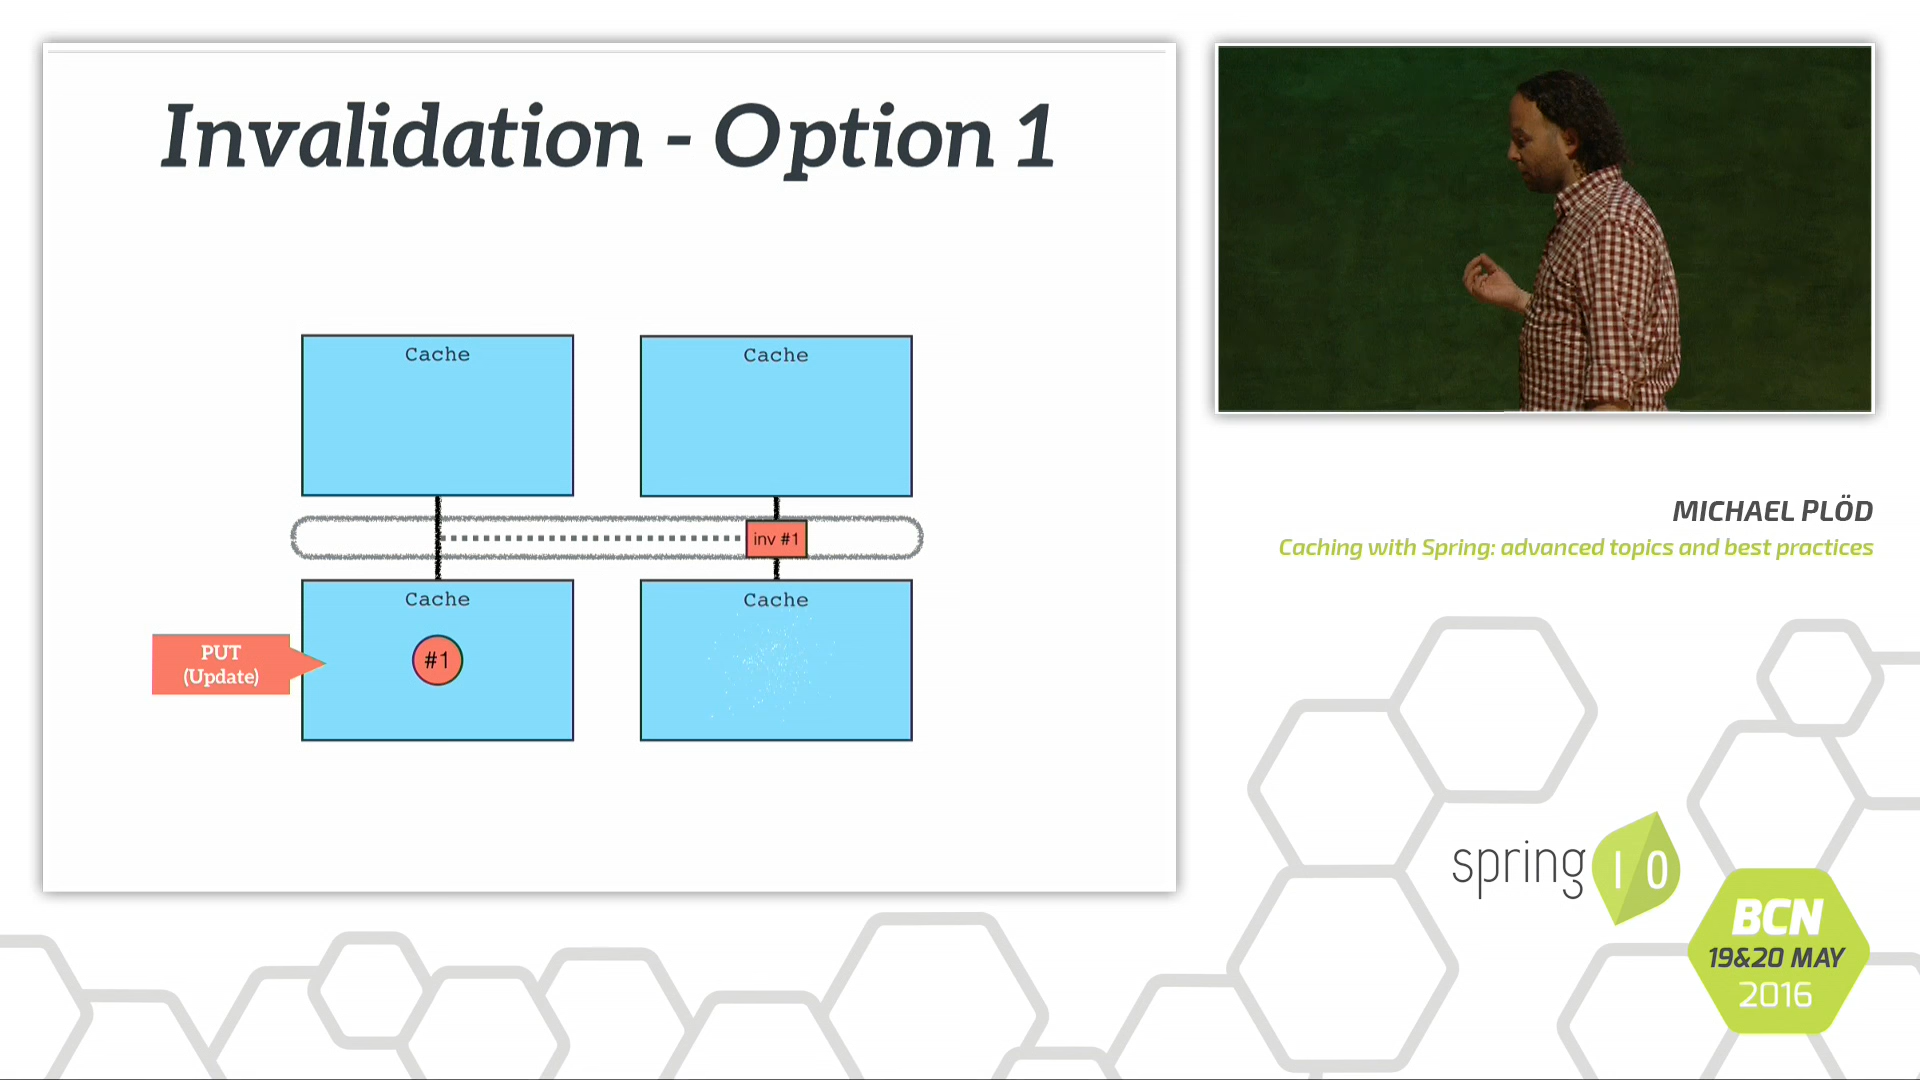 Invalidation - Option 1
Cache
Cache
inv #1
Cache
Cache
PUT
(Update)
#1
MICHAEL PLÖD
Caching with Spring: advanced topics and best practices
spring I O
BCN
19&20 MAY
2016